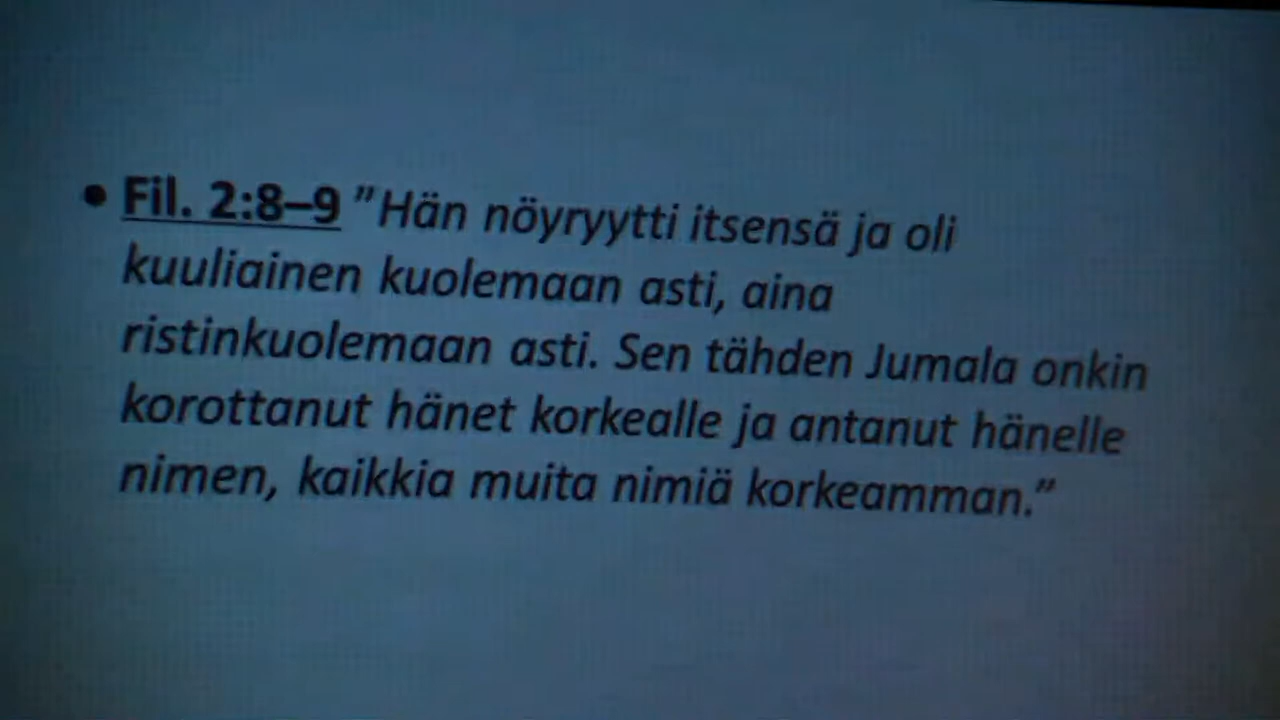 • Fil. 2:8–9 ”Hän nöyryytti itsensä ja oli
kuuliainen kuolemaan asti, aina
ristinkuolemaan asti. Sen tähden Jumala onkin
korottanut hänet korkealle ja antanut hänelle
nimen, kaikkia muita nimiä korkeamman.”